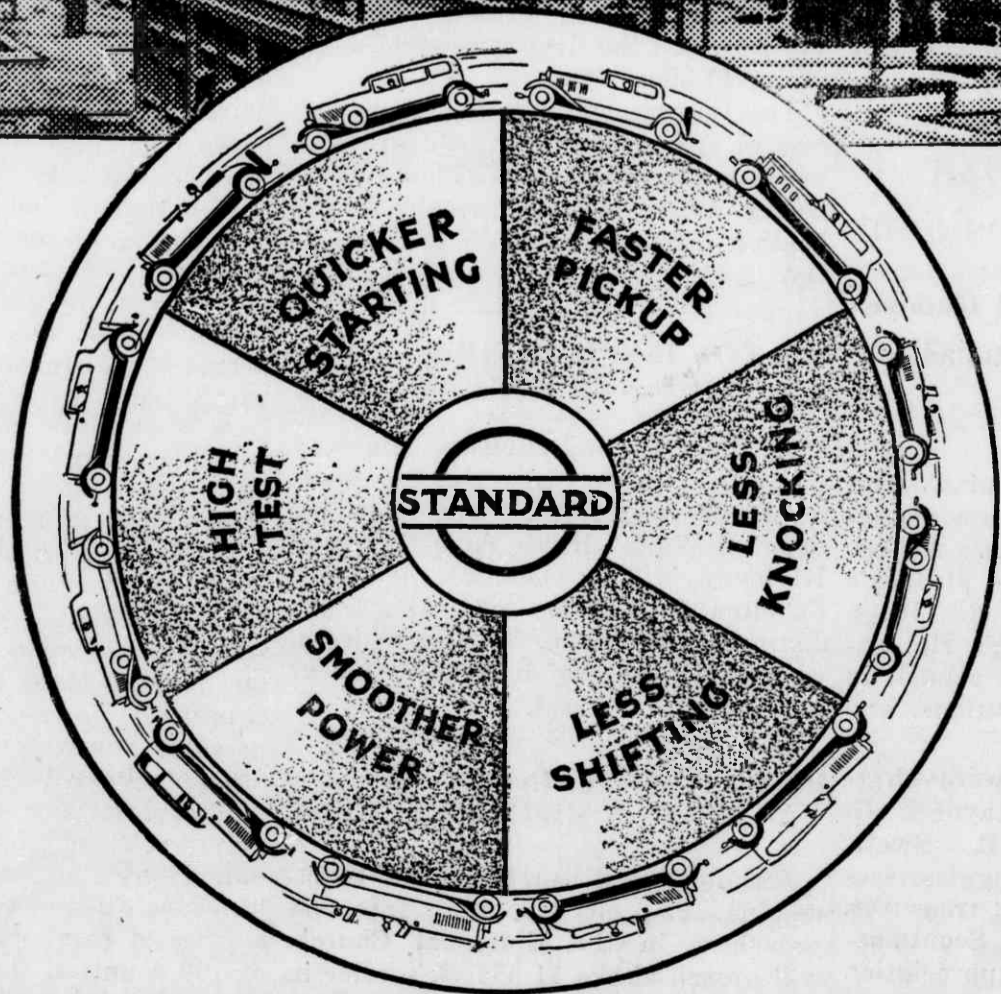 QUICKER
STARTING
FASTER
PICKUP
LESS
KNOCKING
LESS
SHIFTING
SMOOTHER
POWER
HIGH
TEST
STANDARD